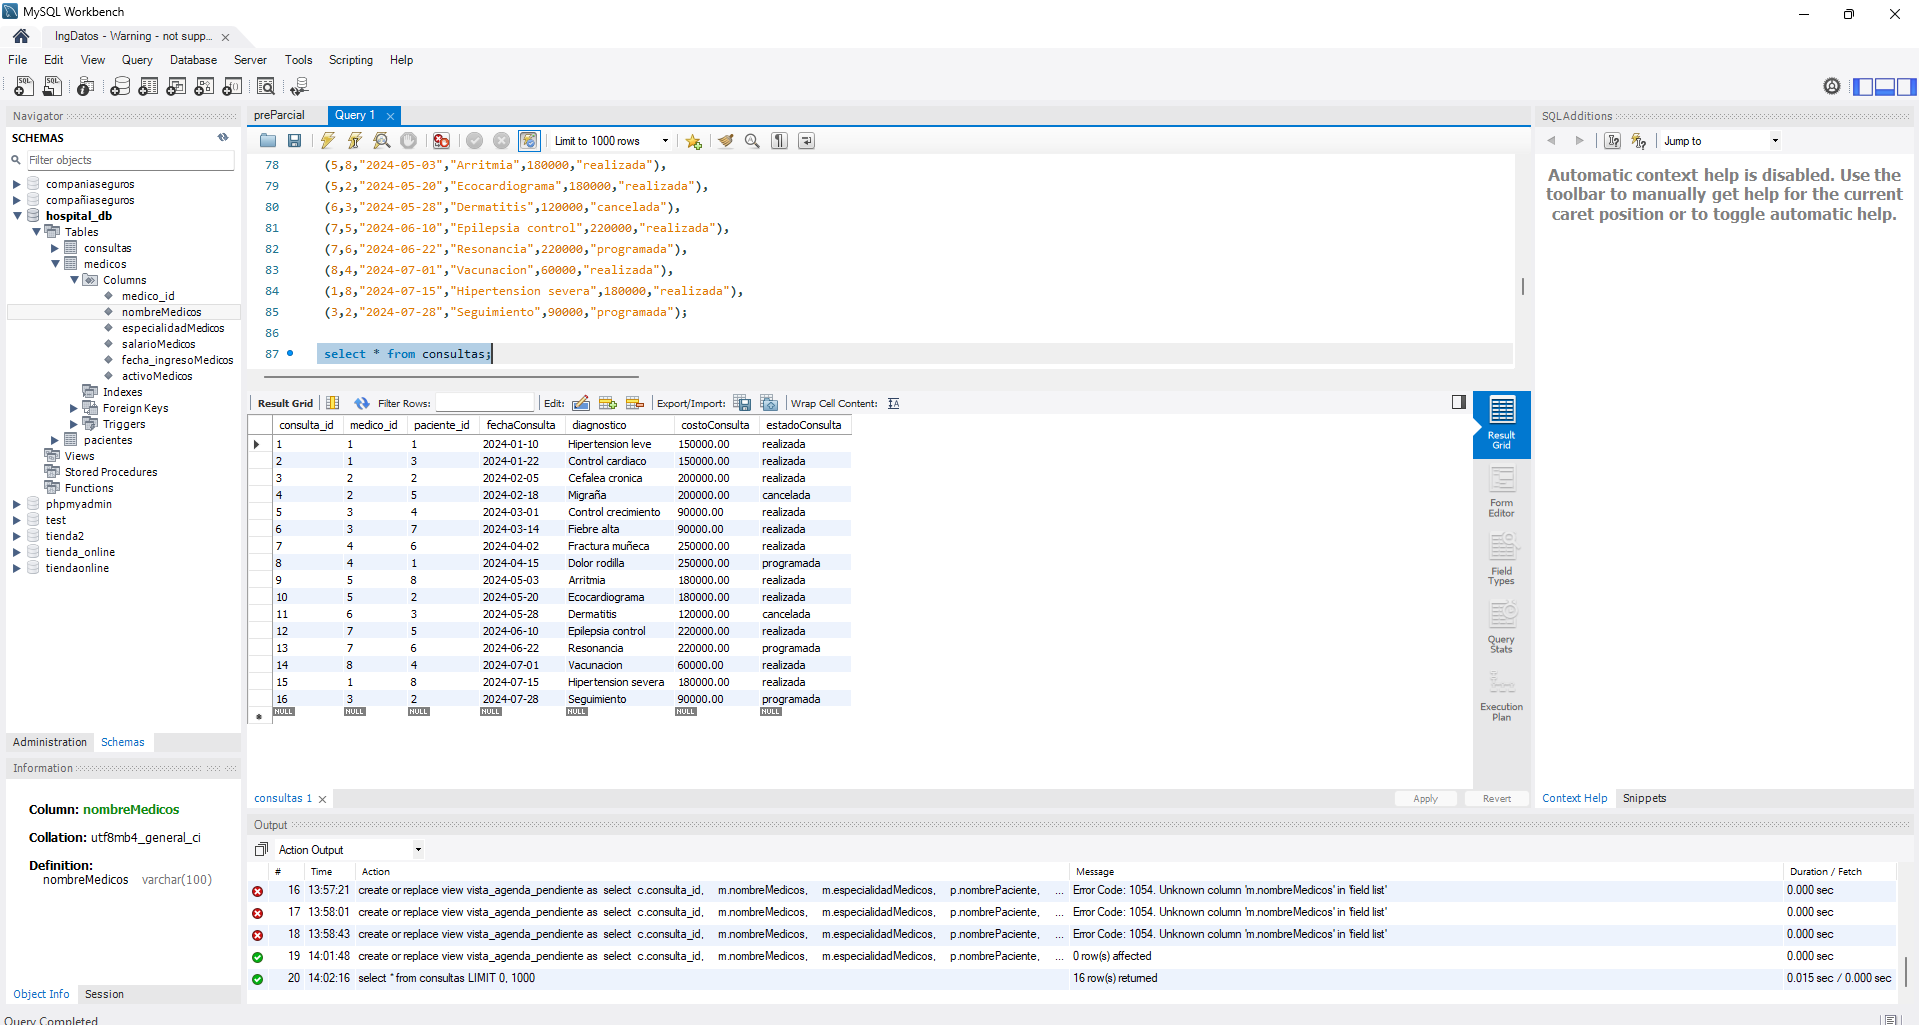 MySQL Workbench
IngDatos - Warning - not supp...
File Edit View Query Database Server Tools Scripting Help
Navigator
SCHEMAS
Filter objects
companiaseguros
compañiaseguros
hospital_db
Tables
consultas
medicos
Columns
medico_id
nombreMedicos
especialidadMedicos
salarioMedicos
fecha_ingresoMedicos
activoMedicos
Indexes
Foreign Keys
Triggers
pacientes
Views
Stored Procedures
Functions
phpmyadmin
test
tienda2
tienda_online
tiendaonline
Administration Schemas
Information
Column: nombreMedicos
Collation: utf8mb4_general_ci
Definition:
nombreMedicos varchar(100)
Object Info Session
Query Completed
preParcial Query 1
Limit to 1000 rows
78 (5,8,"2024-05-03","Arritmia",180000,"realizada"),
79 (5,2,"2024-05-20","Ecocardiograma",180000,"realizada"),
80 (6,3,"2024-05-28","Dermatitis",120000,"cancelada"),
81 (7,5,"2024-06-10","Epilepsia control",220000,"realizada"),
82 (7,6,"2024-06-22","Resonancia",220000,"programada"),
83 (8,4,"2024-07-01","Vacunacion",60000,"realizada"),
84 (1,8,"2024-07-15","Hipertension severa",180000,"realizada"),
85 (3,2,"2024-07-28","Seguimiento",90000,"programada");
86
87 select * from consultas;
Result Grid Filter Rows: Edit: Export/Import: Wrap Cell Content:
consulta_id medico_id paciente_id fechaConsulta diagnostico costoConsulta estadoConsulta
1 1 1 2024-01-10 Hipertension leve 150000.00 realizada
2 1 3 2024-01-22 Control cardiaco 150000.00 realizada
3 2 2 2024-02-05 Cefalea cronica 200000.00 realizada
4 2 5 2024-02-18 Migraña 200000.00 cancelada
5 3 4 2024-03-01 Control crecimiento 90000.00 realizada
6 3 7 2024-03-14 Fiebre alta 90000.00 realizada
7 4 6 2024-04-02 Fractura muñeca 250000.00 realizada
8 4 1 2024-04-15 Dolor rodilla 250000.00 programada
9 5 8 2024-05-03 Arritmia 180000.00 realizada
10 5 2 2024-05-20 Ecocardiograma 180000.00 realizada
11 6 3 2024-05-28 Dermatitis 120000.00 cancelada
12 7 5 2024-06-10 Epilepsia control 220000.00 realizada
13 7 6 2024-06-22 Resonancia 220000.00 programada
14 8 4 2024-07-01 Vacunacion 60000.00 realizada
15 1 8 2024-07-15 Hipertension severa 180000.00 realizada
16 3 2 2024-07-28 Seguimiento 90000.00 programada
NULL NULL NULL NULL NULL NULL NULL
Result
Grid
Form
Editor
Field
Types
Query
Stats
Execution
Plan
consultas 1 Apply Revert
SQLAdditions
Jump to
Automatic context help is disabled. Use the
toolbar to manually get help for the current
caret position or to toggle automatic help.
Context Help Snippets
Output
Action Output
# Time Action Message Duration / Fetch
16 13:57:21 create or replace view vista_agenda_pendiente as select c.consulta_id, m.nombreMedicos, m.especialidadMedicos, p.nombrePaciente, ... Error Code: 1054. Unknown column 'm.nombreMedicos' in 'field list' 0.000 sec
17 13:58:01 create or replace view vista_agenda_pendiente as select c.consulta_id, m.nombreMedicos, m.especialidadMedicos, p.nombrePaciente, ... Error Code: 1054. Unknown column 'm.nombreMedicos' in 'field list' 0.000 sec
18 13:58:43 create or replace view vista_agenda_pendiente as select c.consulta_id, m.nombreMedicos, m.especialidadMedicos, p.nombrePaciente, ... Error Code: 1054. Unknown column 'm.nombreMedicos' in 'field list' 0.000 sec
19 14:01:48 create or replace view vista_agenda_pendiente as select c.consulta_id, m.nombreMedicos, m.especialidadMedicos, p.nombrePaciente, ... 0 row(s) affected 0.000 sec
20 14:02:16 select * from consultas LIMIT 0, 1000 16 row(s) returned 0.015 sec / 0.000 sec